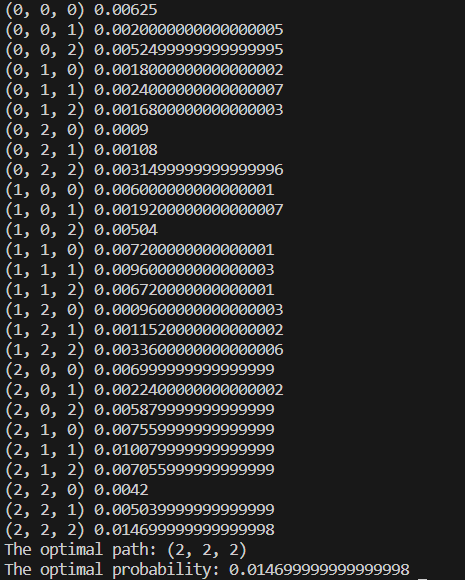 (0, 0, 0) 0.00625
(0, 0, 1) 0.0020000000000000005
(0, 0, 2) 0.0052499999999999995
(0, 1, 0) 0.0018000000000000002
(0, 1, 1) 0.0024000000000000007
(0, 1, 2) 0.0016800000000000003
(0, 2, 0) 0.0009
(0, 2, 1) 0.00108
(0, 2, 2) 0.0031499999999999996
(1, 0, 0) 0.006000000000000001
(1, 0, 1) 0.0019200000000000007
(1, 0, 2) 0.00504
(1, 1, 0) 0.007200000000000001
(1, 1, 1) 0.009600000000000003
(1, 1, 2) 0.006720000000000001
(1, 2, 0) 0.0009600000000000003
(1, 2, 1) 0.0011520000000000002
(1, 2, 2) 0.0033600000000000006
(2, 0, 0) 0.006999999999999999
(2, 0, 1) 0.0022400000000000002
(2, 0, 2) 0.005879999999999999
(2, 1, 0) 0.007559999999999999
(2, 1, 1) 0.010079999999999999
(2, 1, 2) 0.007055999999999999
(2, 2, 0) 0.0042
(2, 2, 1) 0.005039999999999999
(2, 2, 2) 0.014699999999999998
The optimal path: (2, 2, 2)
The optimal probability: 0.014699999999999998